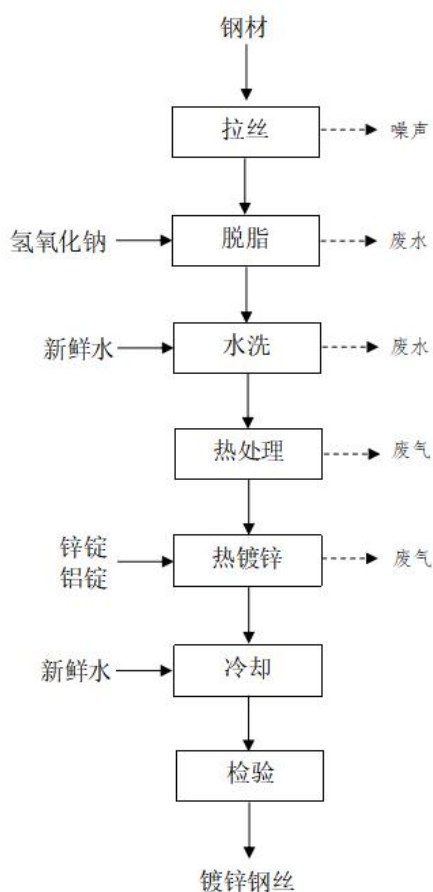 钢材
拉丝
噪声
氢氧化钠
脱脂
废水
新鲜水
水洗
废水
热处理
废气
锌锭
铝锭
热镀锌
废气
新鲜水
冷却
检验
镀锌钢丝